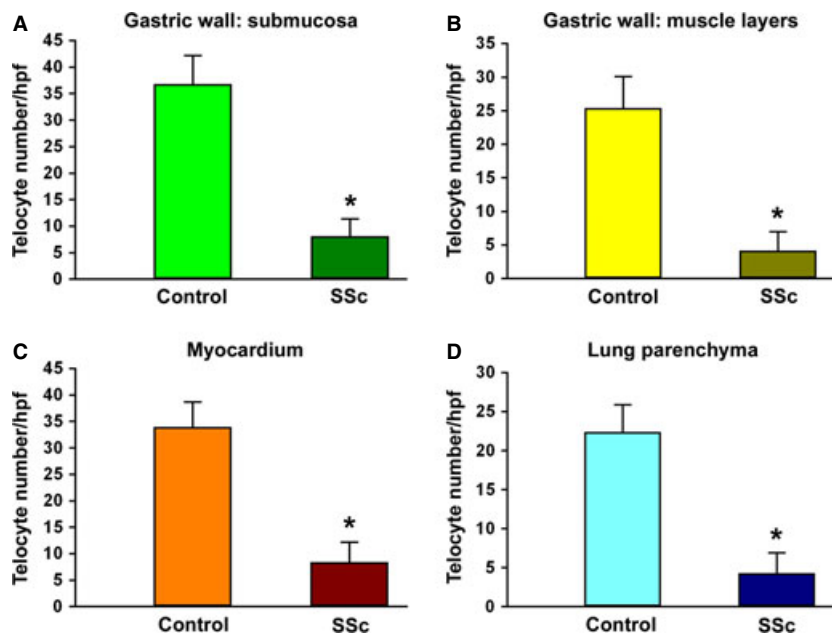 A
Gastric wall: submucosa
Telocyte number/hpf
45
40
35
30
25
20
15
10
5
0
*
Control
SSc
B
Gastric wall: muscle layers
Telocyte number/hpf
35
30
25
20
15
10
5
0
*
Control
SSc
C
Myocardium
Telocyte number/hpf
45
40
35
30
25
20
15
10
5
0
*
Control
SSc
D
Lung parenchyma
Telocyte number/hpf
30
25
20
15
10
5
0
*
Control
SSc